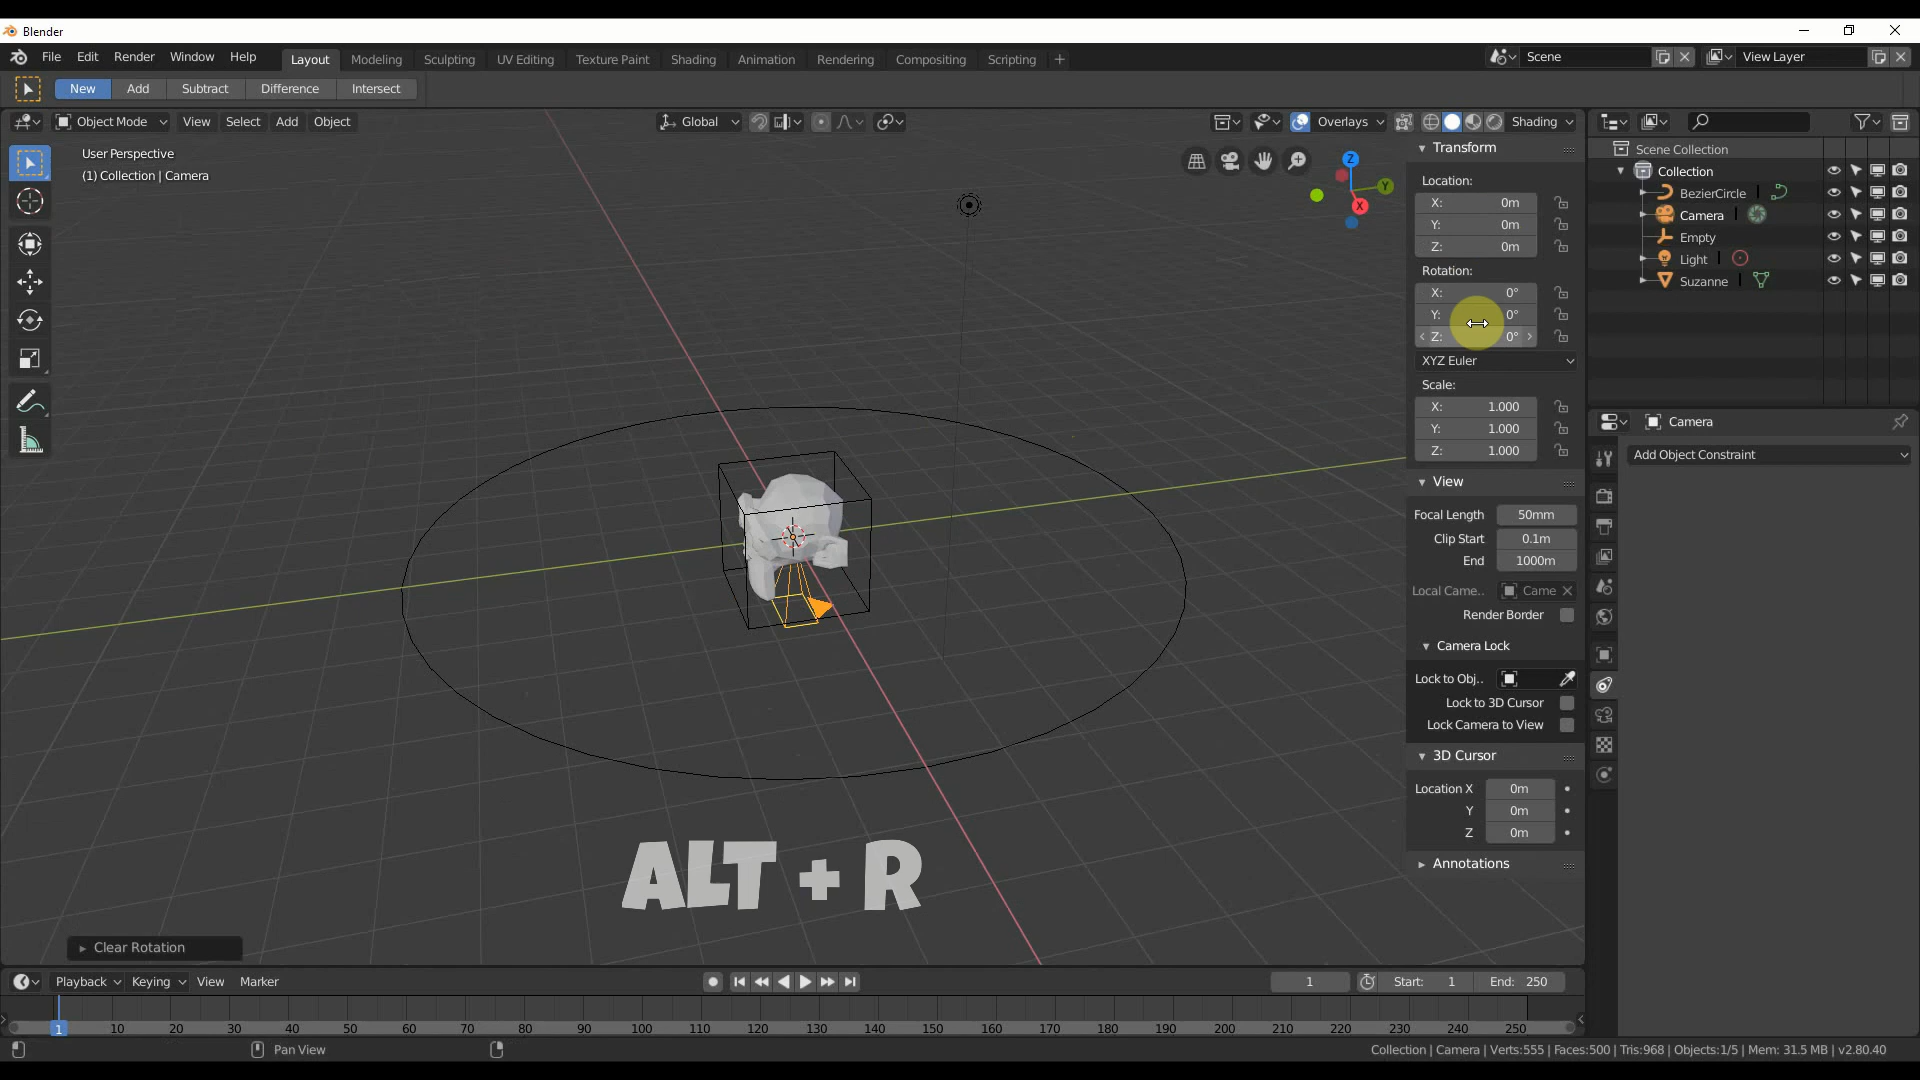 Blender
File Edit Render Window Help Layout Modeling Sculpting UV Editing Texture Paint Shading Animation Rendering Compositing Scripting + Scene View Layer
New Add Subtract Difference Intersect
Object Mode View Select Add Object Global Overlays Shading
User Perspective
(1) Collection | Camera
Z
Y
X
Transform
Location:
X: 0m
Y: 0m
Z: 0m
Rotation:
X: 0°
Y: 0°
Z: 0°
XYZ Euler
Scale:
X: 1.000
Y: 1.000
Z: 1.000
View
Focal Length 50mm
Clip Start 0.1m
End 1000m
Local Came.. Came
Render Border
Camera Lock
Lock to Obj..
Lock to 3D Cursor
Lock Camera to View
3D Cursor
Location X 0m
Y 0m
Z 0m
Annotations
Scene Collection
Collection
BezierCircle
Camera
Empty
Light
Suzanne
Camera
Add Object Constraint
ALT + R
Clear Rotation
Playback Keying View Marker 1 Start: 1 End: 250
1 10 20 30 40 50 60 70 80 90 100 110 120 130 140 150 160 170 180 190 200 210 220 230 240 250
Pan View
Collection | Camera | Verts:555 | Faces:500 | Tris:968 | Objects:1/5 | Mem: 31.5 MB | v2.80.40